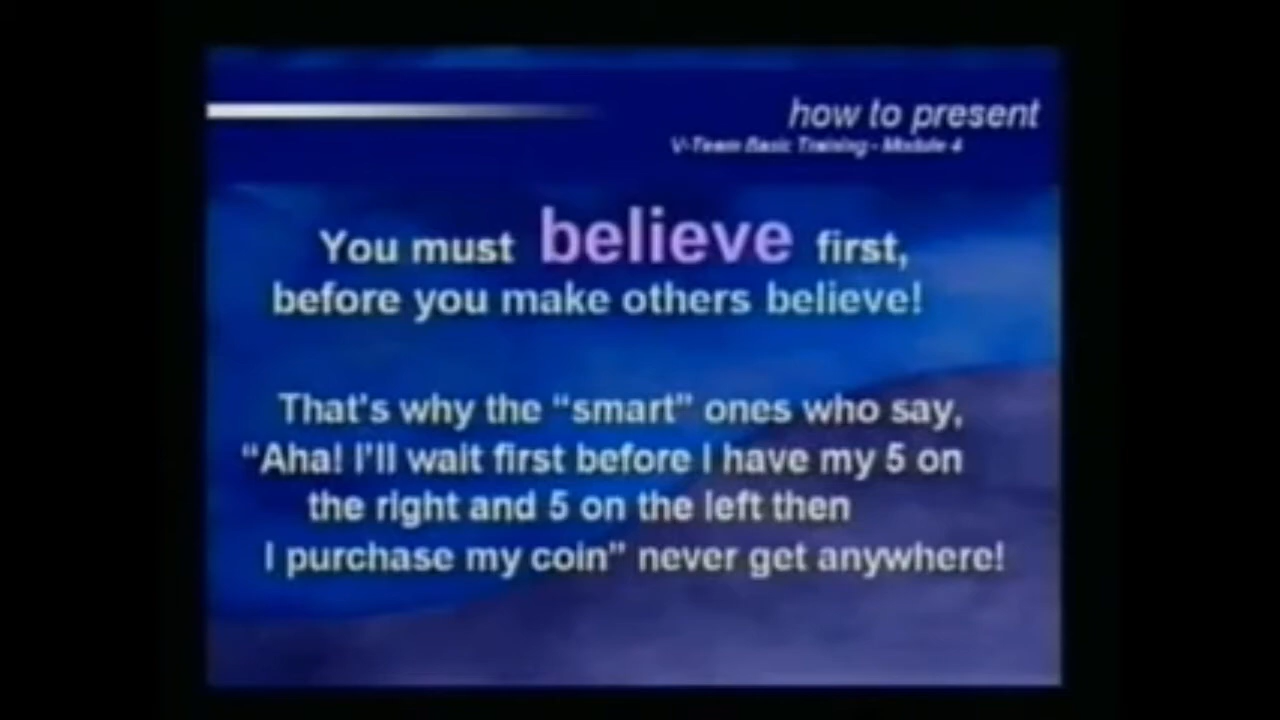 how to present
V-Team Basic Training - Module 4
You must believe first,
before you make others believe!
That's why the “smart” ones who say,
“Aha! I'll wait first before I have my 5 on
the right and 5 on the left then
I purchase my coin” never get anywhere!